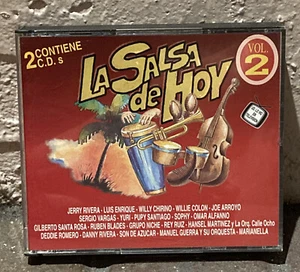 2 CONTIENE
C.D. s
LA SALSA
de HOY
VOL.
2
JERRY RIVERA - LUIS ENRIQUE - WILLY CHIRINO - WILLIE COLON - JOE ARROYO
SERGIO VARGAS - YURI - PUPY SANTIAGO - SOPHY - OMAR ALFANNO
GILBERTO SANTA ROSA - RUBEN BLADES - GRUPO NICHE - REY RUIZ - HANSEL MARTINEZ y La Orq. Calle Ocho
DEDDIE ROMERO - DANNY RIVERA - SON DE AZUCAR - MANUEL GUERRA Y SU ORQUESTA - MARIANELLA